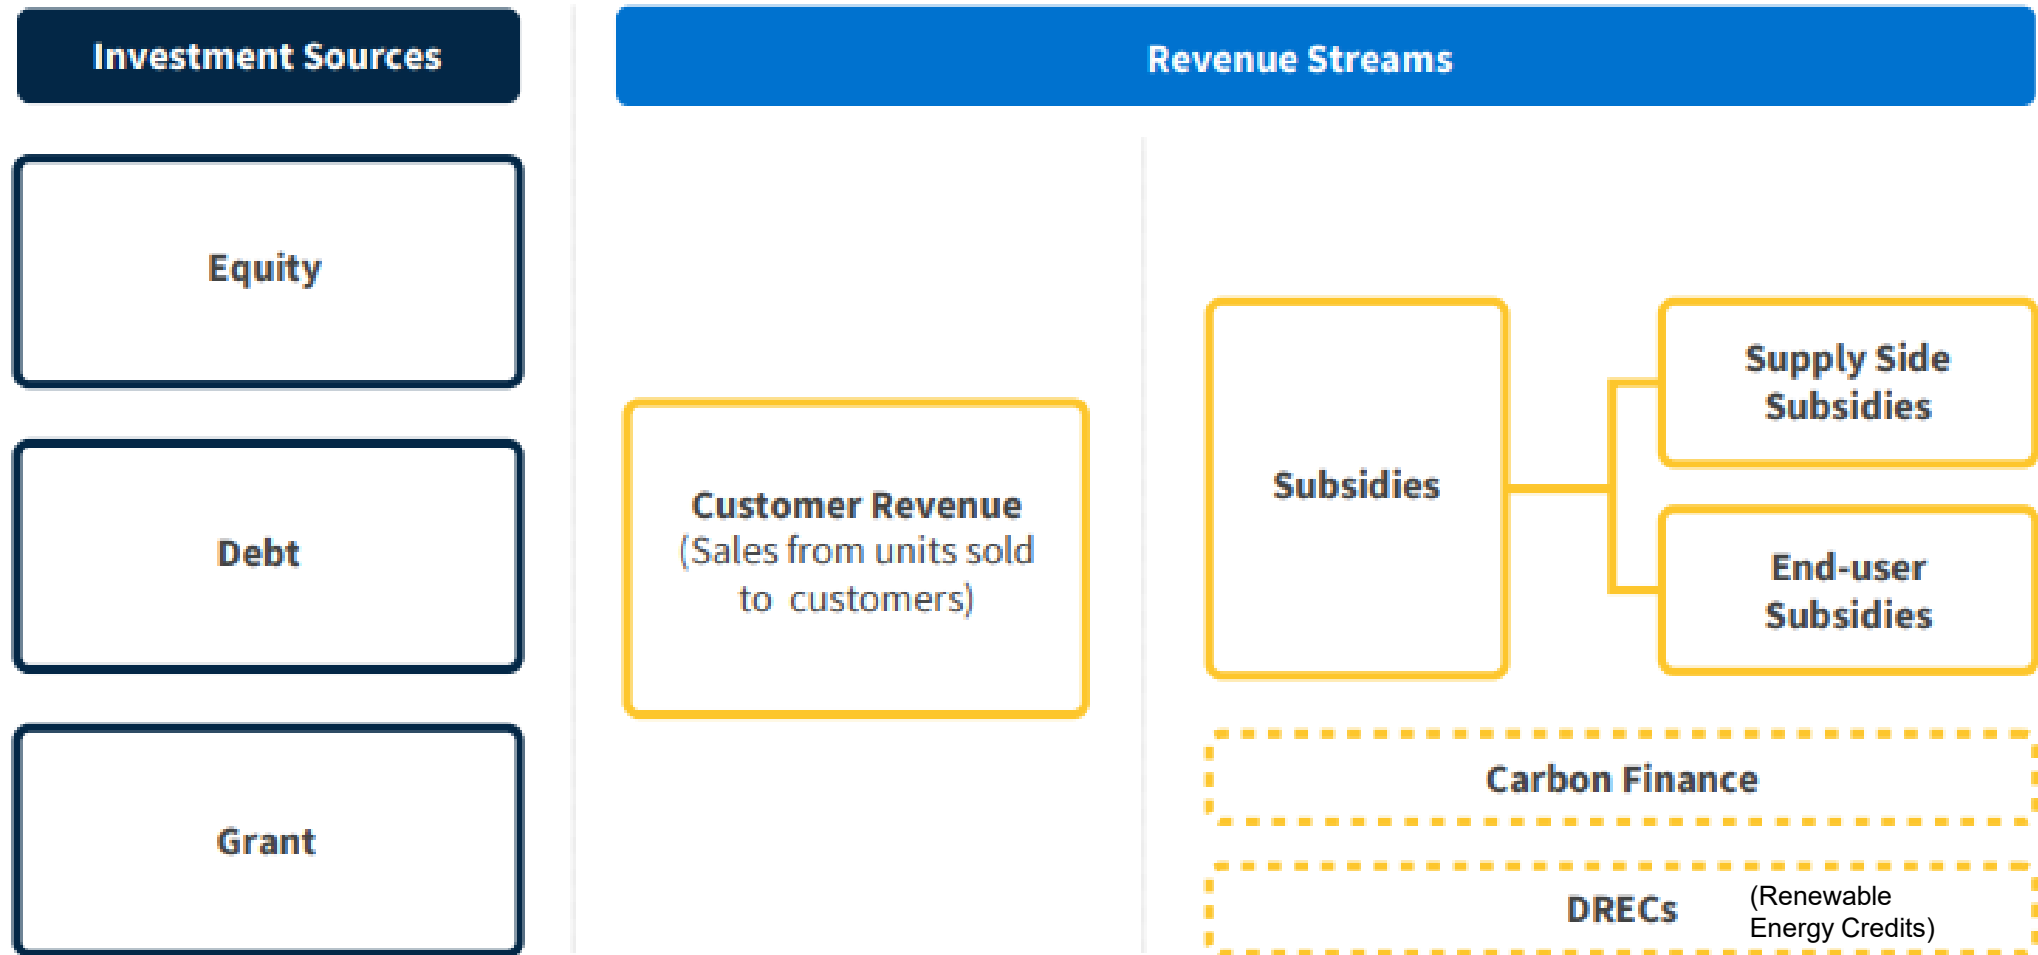 Investment Sources
Revenue Streams
Equity
Debt
Grant
Customer Revenue
(Sales from units sold
to customers)
Subsidies
Supply Side
Subsidies
End-user
Subsidies
Carbon Finance
DRECs
(Renewable
Energy Credits)